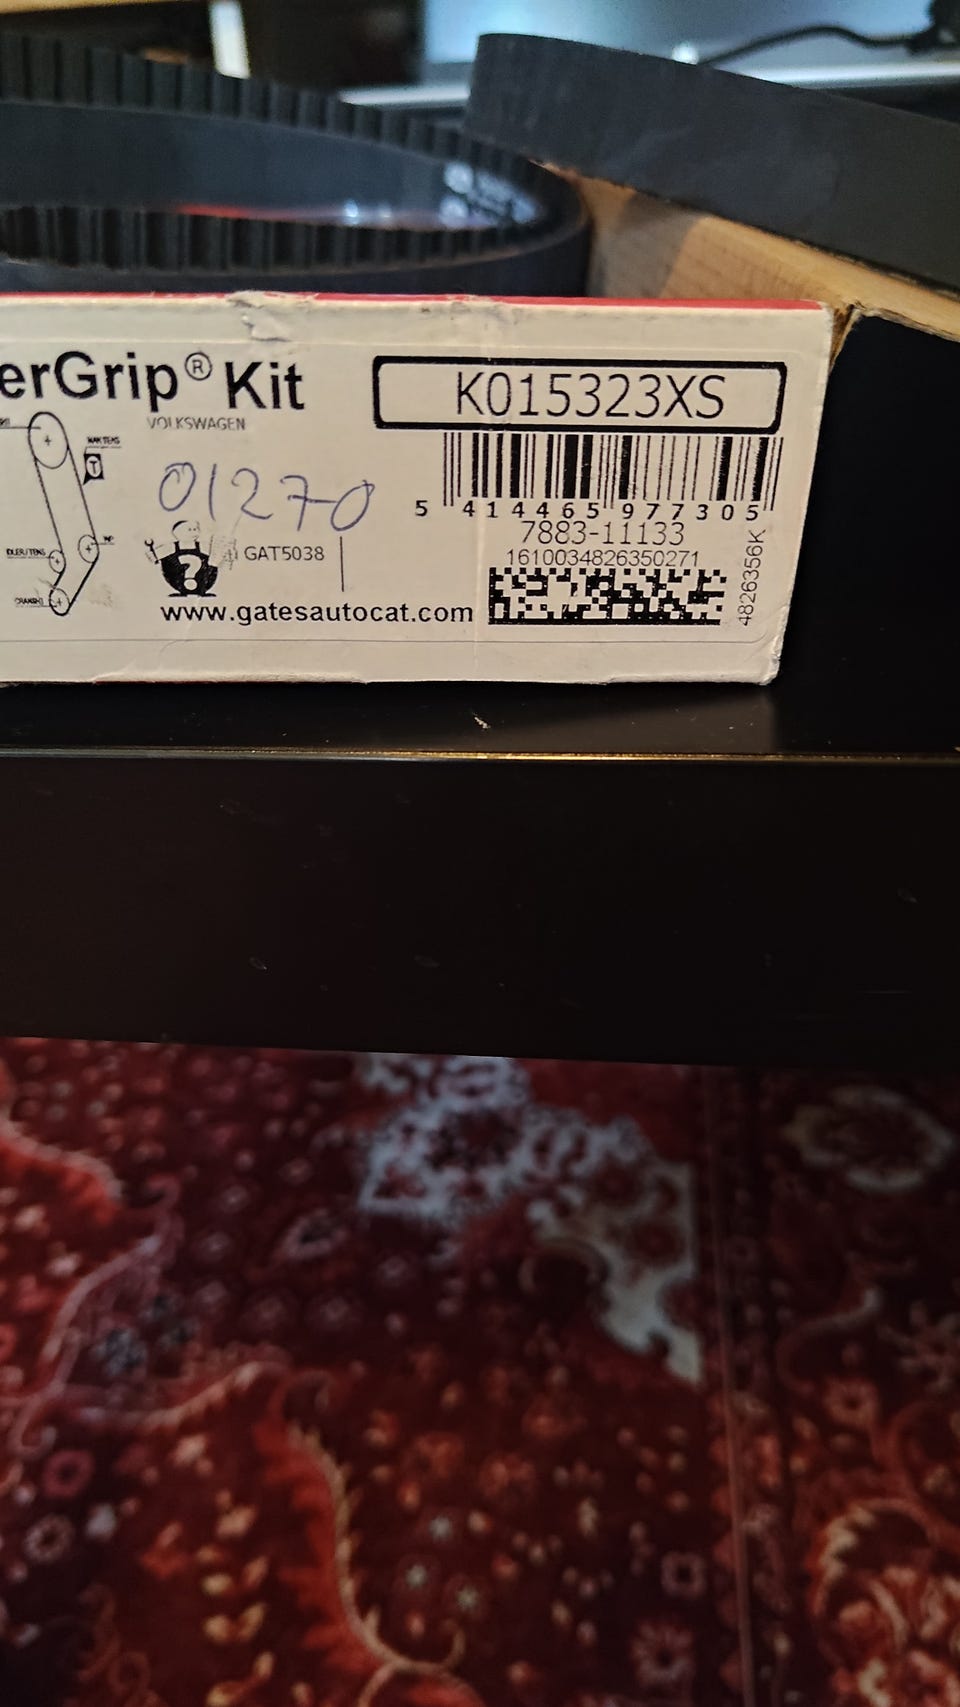 erGrip® Kit
K015323XS
VOLKSWAGEN
01270
5 414465 977305
7883-11133
GAT5038
1610034826350271
www.gatesautocat.com
4826356K